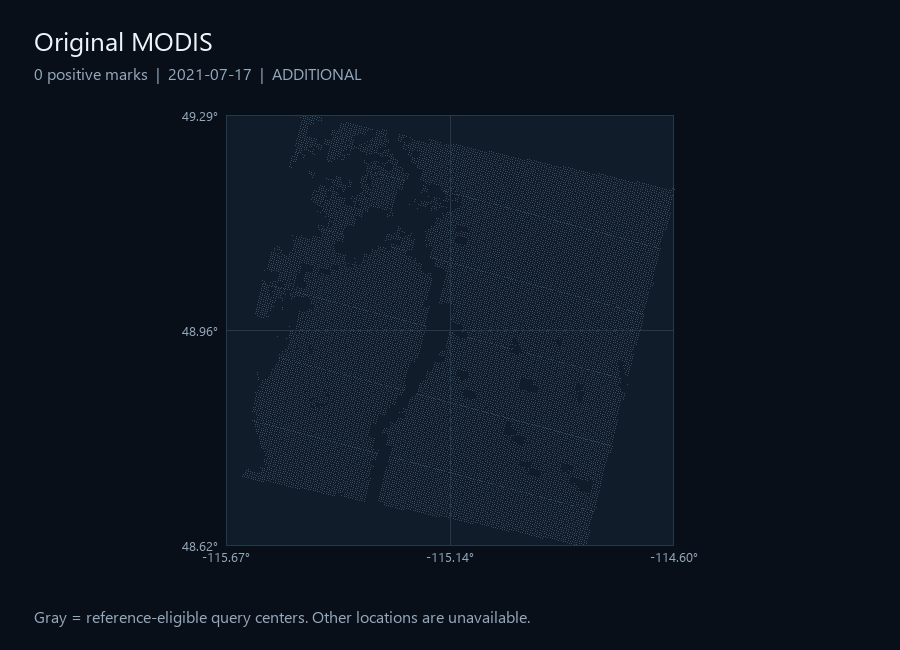 Original MODIS
0 positive marks | 2021-07-17 | ADDITIONAL
49.29°
48.96°
48.62°
-115.67°
-115.14°
-114.60°
Gray = reference-eligible query centers. Other locations are unavailable.